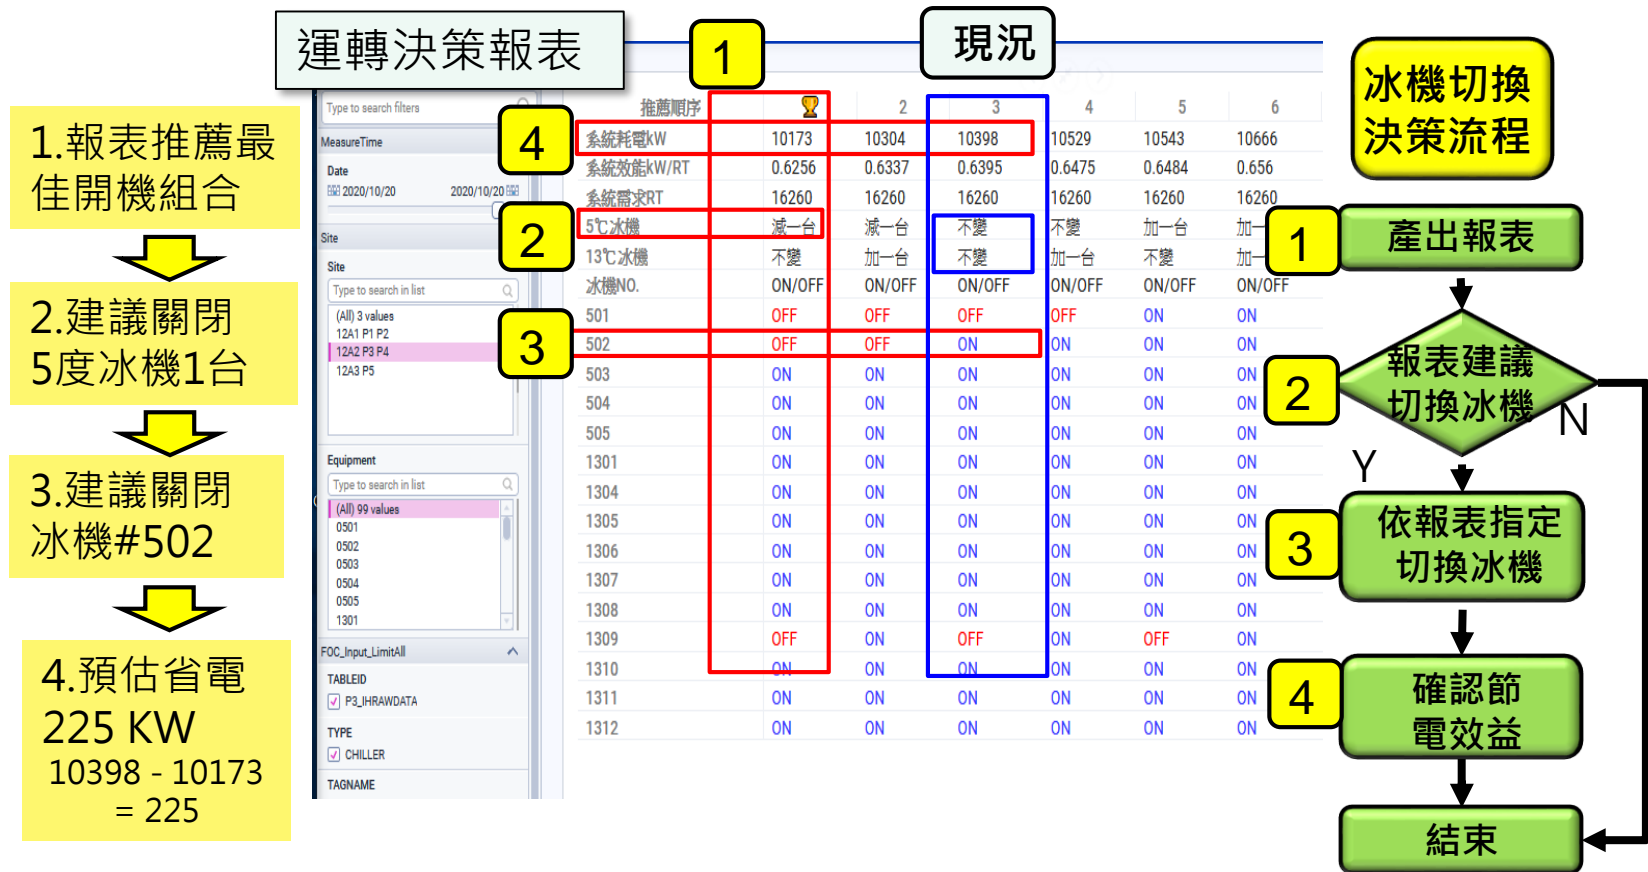 運轉決策報表
1
現況
1.報表推薦最
佳開機組合
2.建議關閉
5度冰機1台
3.建議關閉
冰機#502
4.預估省電
225 KW
10398 - 10173
= 225
Type to search filters
MeasureTime
Date
2020/10/20 2020/10/20
Site
Site
Type to search in list
(All) 3 values
12A1 P1 P2
12A2 P3 P4
12A3 P5
Equipment
Type to search in list
(All) 99 values
0501
0502
0503
0504
0505
1301
FOC_Input_LimitAll
TABLEID
P3_IHRAWDATA
TYPE
CHILLER
TAGNAME
4
2
3
推薦順序 2 3 4 5 6
系統耗電kW 10173 10304 10398 10529 10543 10666
系統效能kW/RT 0.6256 0.6337 0.6395 0.6475 0.6484 0.656
系統需求RT 16260 16260 16260 16260 16260 16260
5℃冰機 減一台 減一台 不變 不變 加一台 加一
13℃冰機 不變 加一台 不變 加一台 不變 加一
冰機NO. ON/OFF ON/OFF ON/OFF ON/OFF ON/OFF ON/OFF
501 OFF OFF OFF OFF ON ON
502 OFF OFF ON ON ON ON
503 ON ON ON ON ON ON
504 ON ON ON ON ON ON
505 ON ON ON ON ON ON
1301 ON ON ON ON ON ON
1304 ON ON ON ON ON ON
1305 ON ON ON ON ON ON
1306 ON ON ON ON ON ON
1307 ON ON ON ON ON ON
1308 ON ON ON ON ON ON
1309 OFF ON OFF ON OFF ON
1310 ON ON ON ON ON ON
1311 ON ON ON ON ON ON
1312 ON ON ON ON ON ON
冰機切換
決策流程
1
產出報表
2
報表建議
切換冰機
N
Y
3
依報表指定
切換冰機
4
確認節
電效益
結束